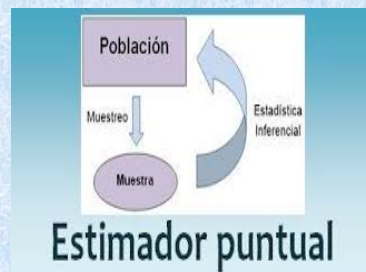 Población
Muestreo
Estadística
Inferencial
Muestra
Estimador puntual